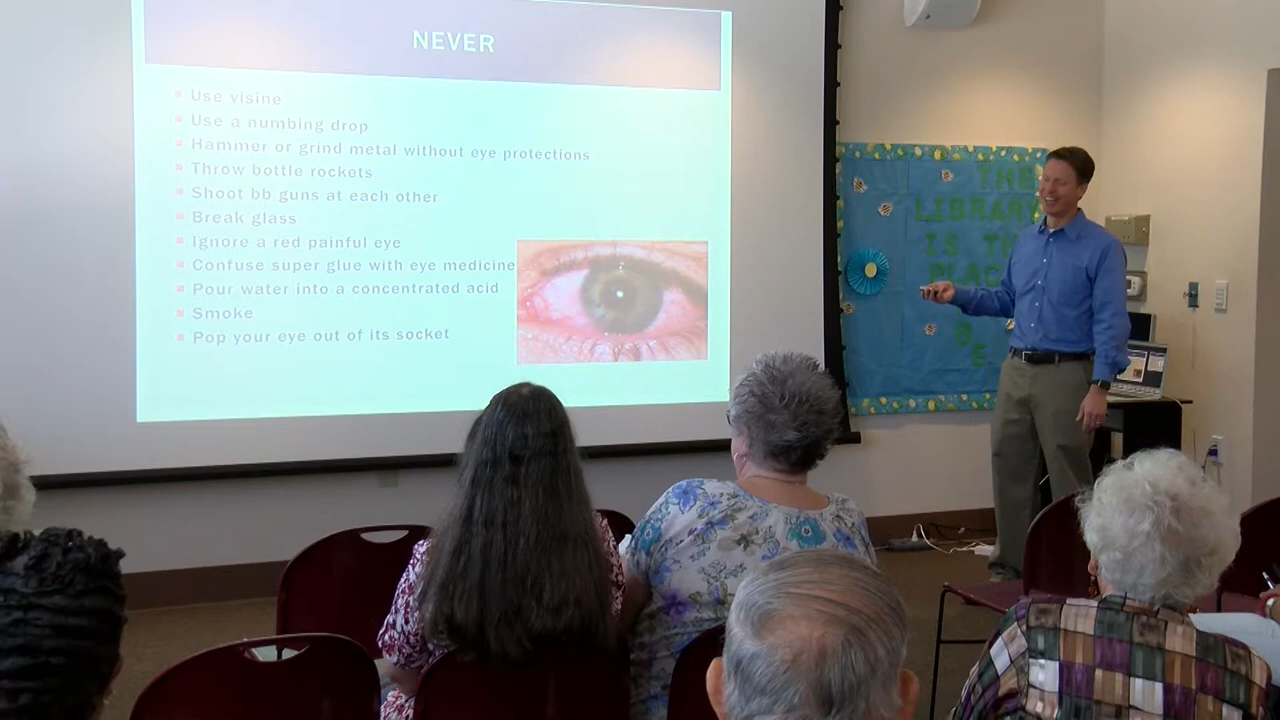 NEVER
Use visine
Use a numbing drop
Hammer or grind metal without eye protections
Throw bottle rockets
Shoot bb guns at each other
Break glass
Ignore a red painful eye
Confuse super glue with eye medicine
Pour water into a concentrated acid
Smoke
Pop your eye out of its socket
THE
LIBRARY
IS TH
PLAC
B
E